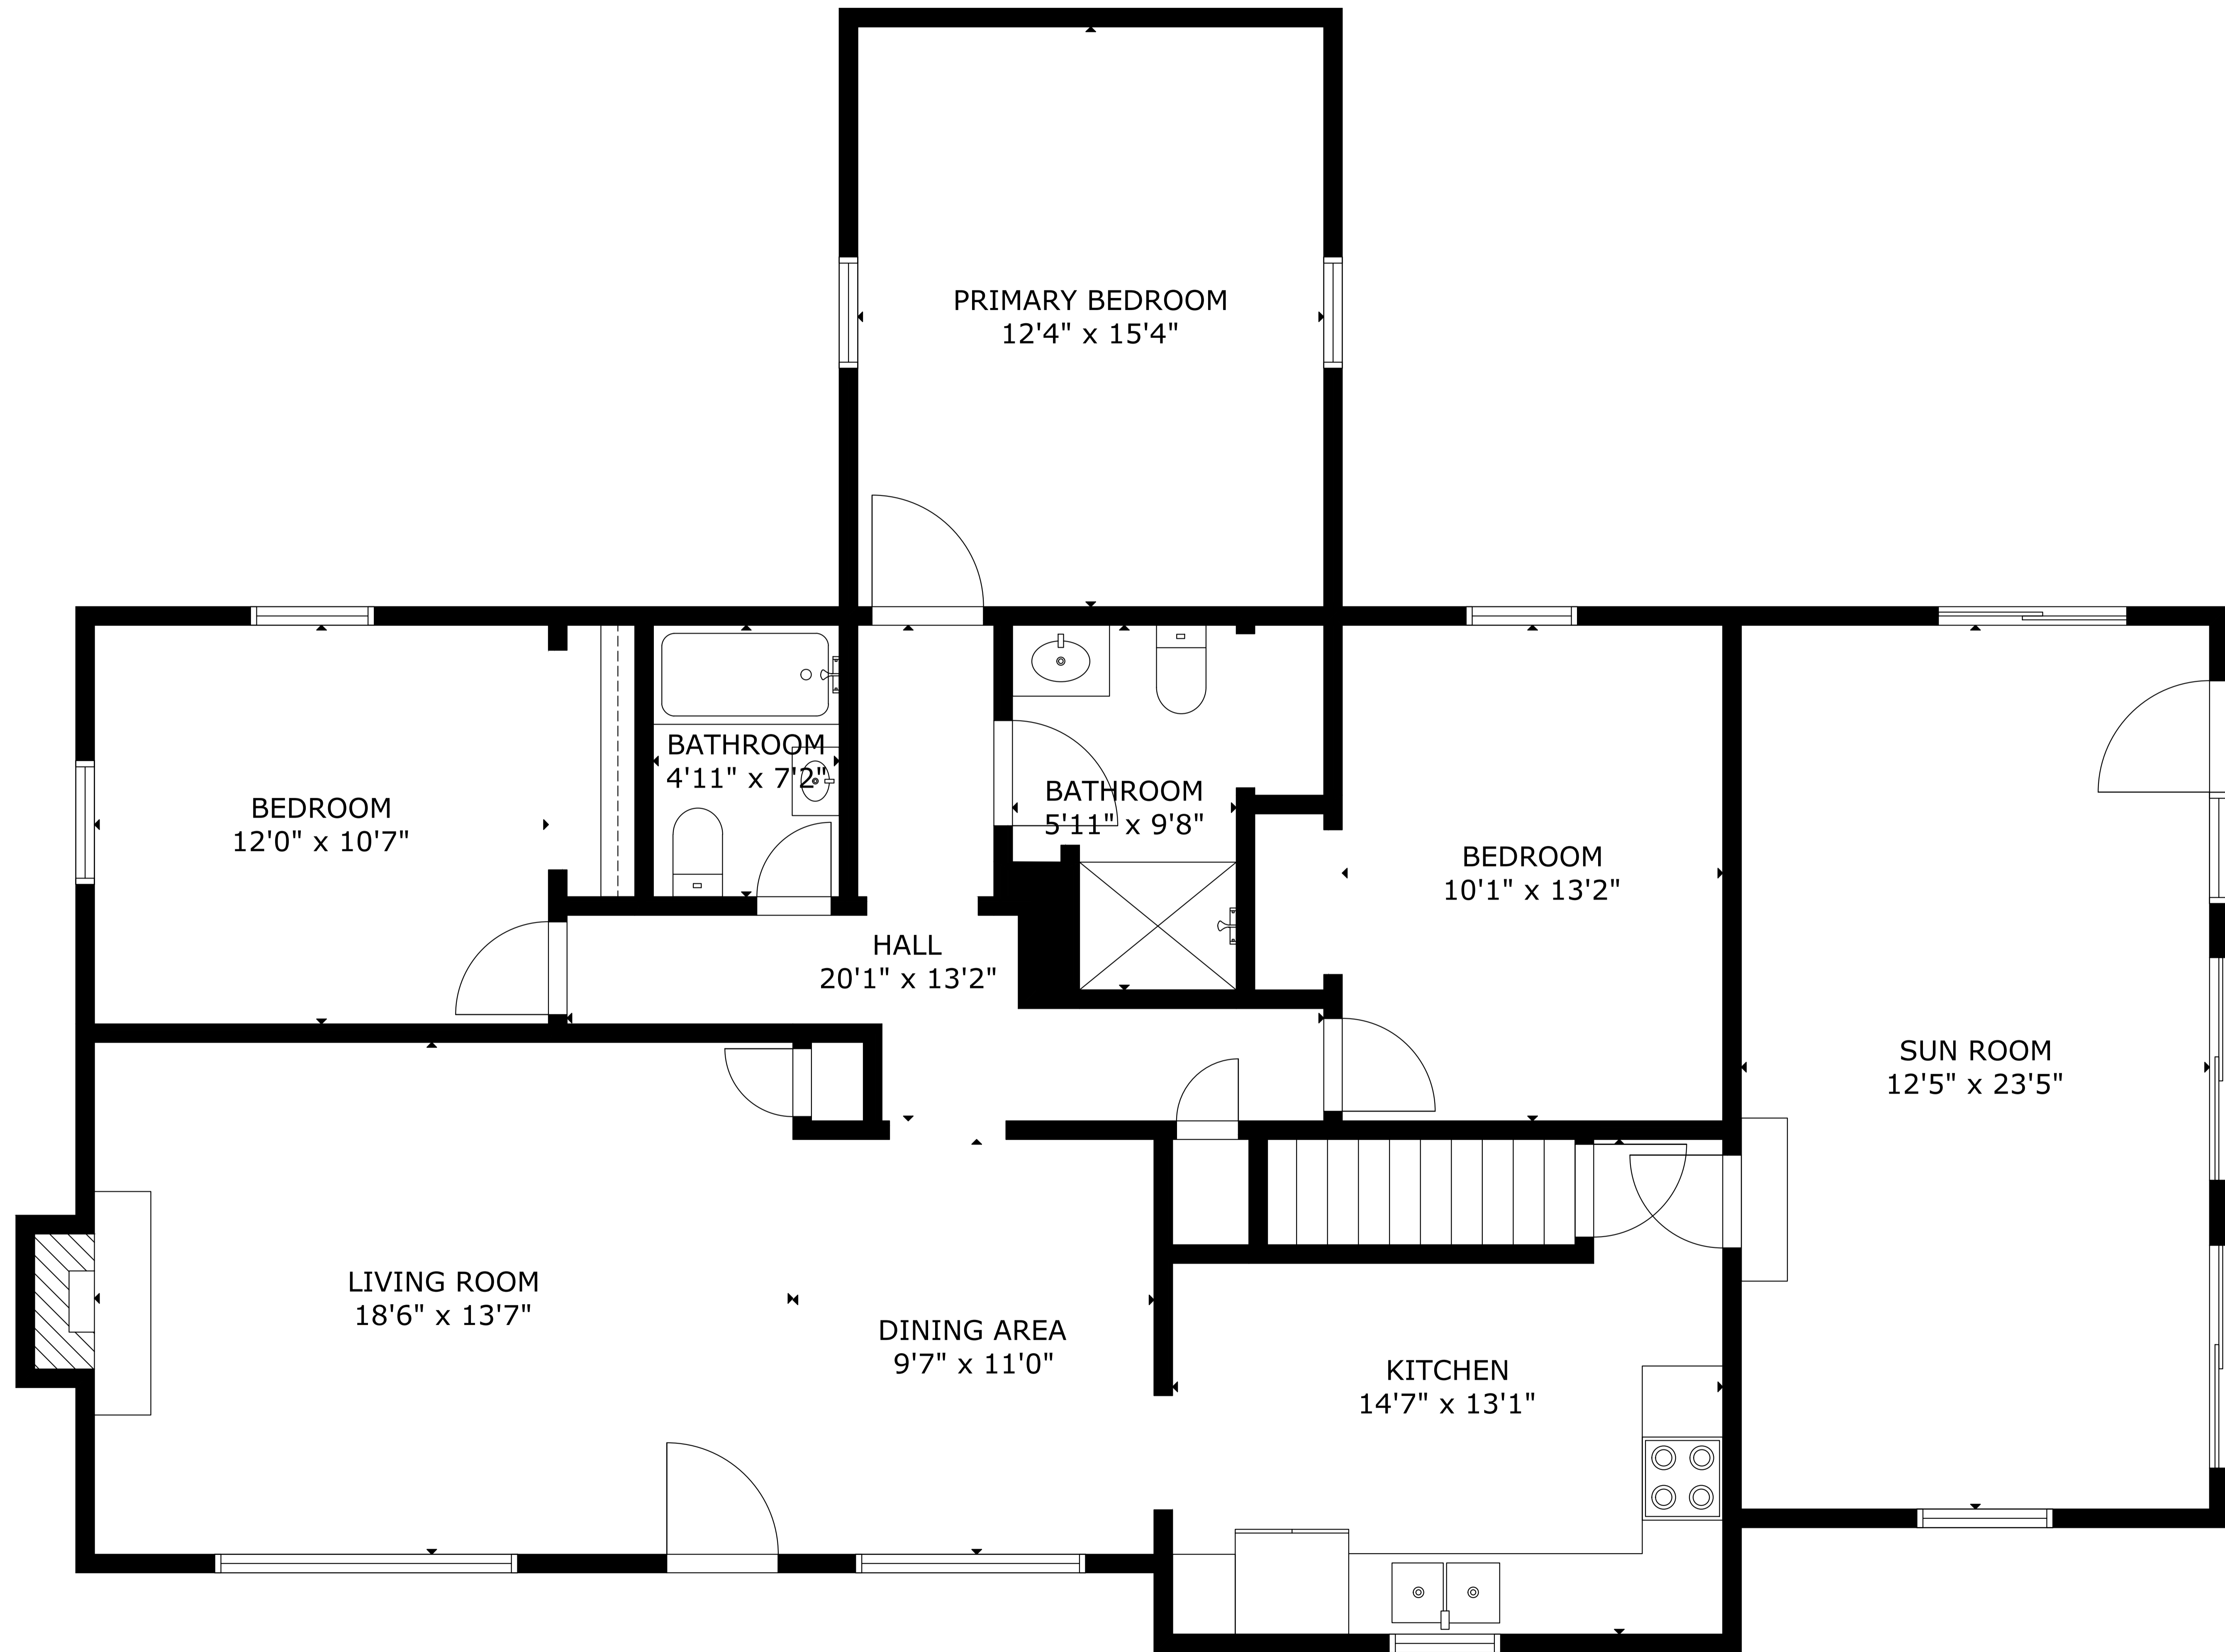 PRIMARY BEDROOM
12'4" x 15'4"
BATHROOM
4'11" x 7'2"
BATHROOM
5'11" x 9'8"
BEDROOM
12'0" x 10'7"
BEDROOM
10'1" x 13'2"
HALL
20'1" x 13'2"
SUN ROOM
12'5" x 23'5"
LIVING ROOM
18'6" x 13'7"
DINING AREA
9'7" x 11'0"
KITCHEN
14'7" x 13'1"